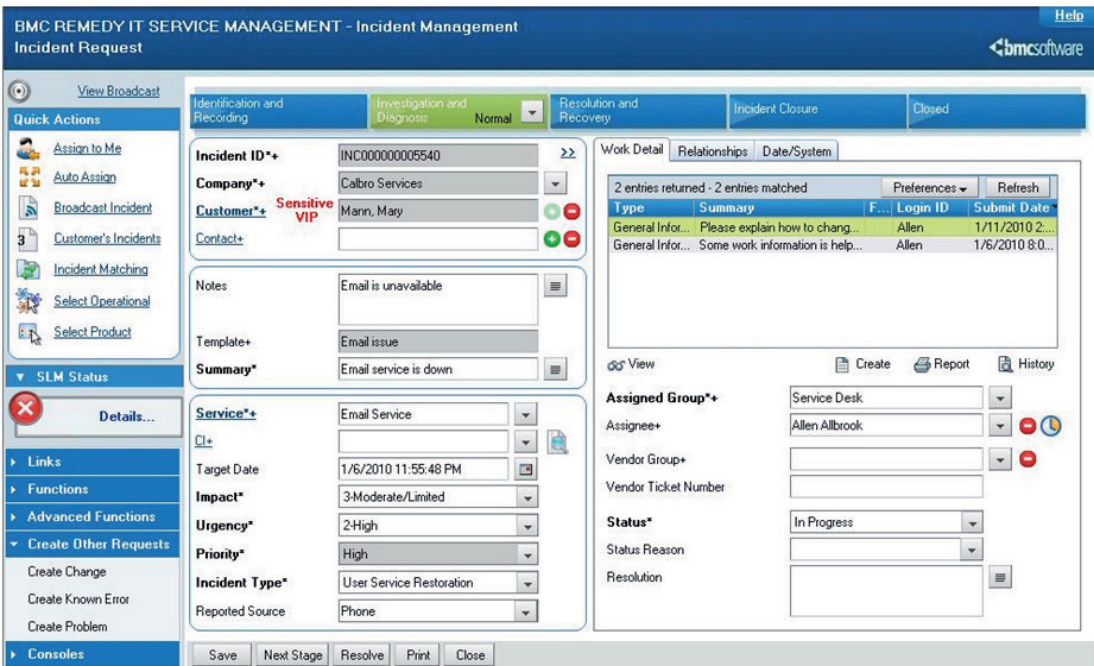 Help
BMC REMEDY IT SERVICE MANAGEMENT - Incident Management
Incident Request
bmcsoftware
View Broadcast
Quick Actions
Assign to Me
Auto Assign
Broadcast Incident
3 Customer's Incidents
Incident Matching
Select Operational
Select Product
SLM Status
Details...
Links
Functions
Advanced Functions
Create Other Requests
Create Change
Create Known Error
Create Problem
Consoles
Identification and
Recording
Investigation and
Diagnosis Normal
Resolution and
Recovery
Incident Closure
Closed
Incident ID*+ INC000000005540 >>
Company*+ Calbro Services
Customer*+ Sensitive VIP Mann, Mary
Contact+
Notes Email is unavailable
Template+ Email issue
Summary* Email service is down
Service*+ Email Service
CI+
Target Date 1/6/2010 11:55:48 PM
Impact* 3-Moderate/Limited
Urgency* 2-High
Priority* High
Incident Type* User Service Restoration
Reported Source Phone
Work Detail Relationships Date/System
2 entries returned - 2 entries matched Preferences Refresh
Type Summary F... Login ID Submit Date
General Infor... Please explain how to chang... Allen 1/11/2010 2:...
General Infor... Some work information is help... Allen 1/6/2010 8:0...
View Create Report History
Assigned Group*+ Service Desk
Assignee+ Allen Allbrook
Vendor Group+
Vendor Ticket Number
Status* In Progress
Status Reason
Resolution
Save Next Stage Resolve Print Close